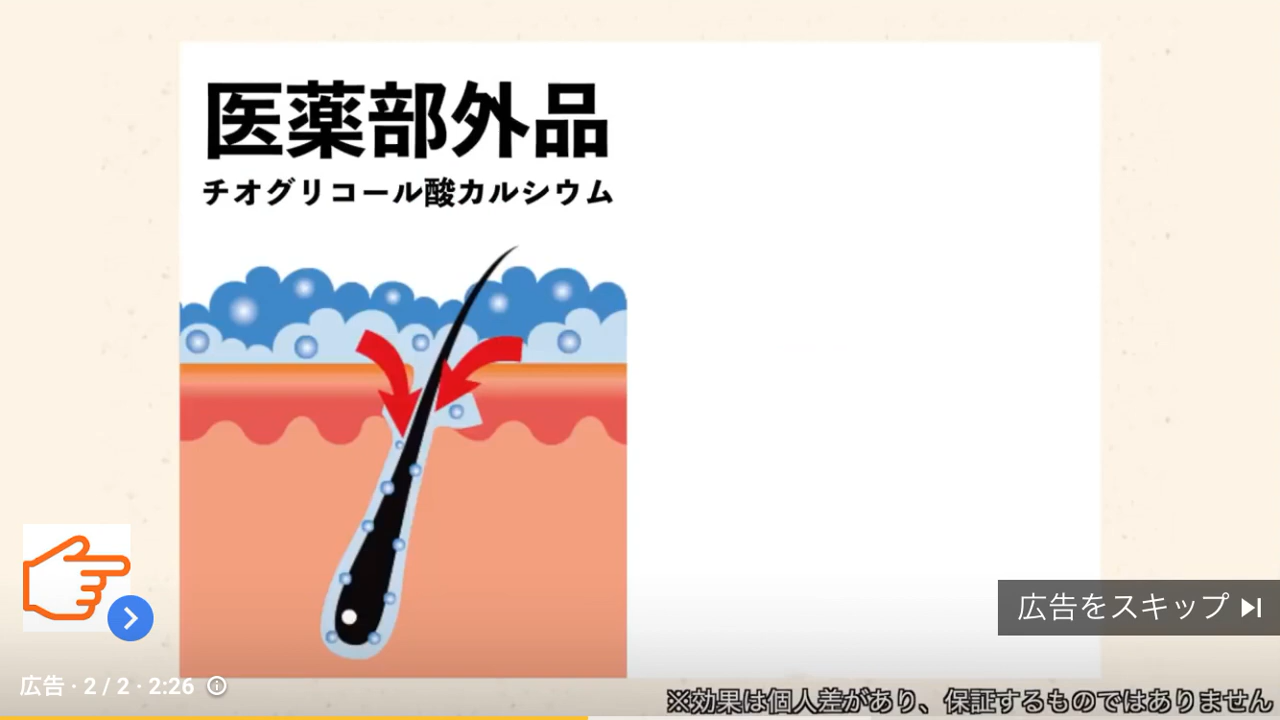 医薬部外品
チオグリコール酸カルシウム
広告をスキップ
広告 · 2 / 2 · 2:26
※効果は個人差があり、保証するものではありません